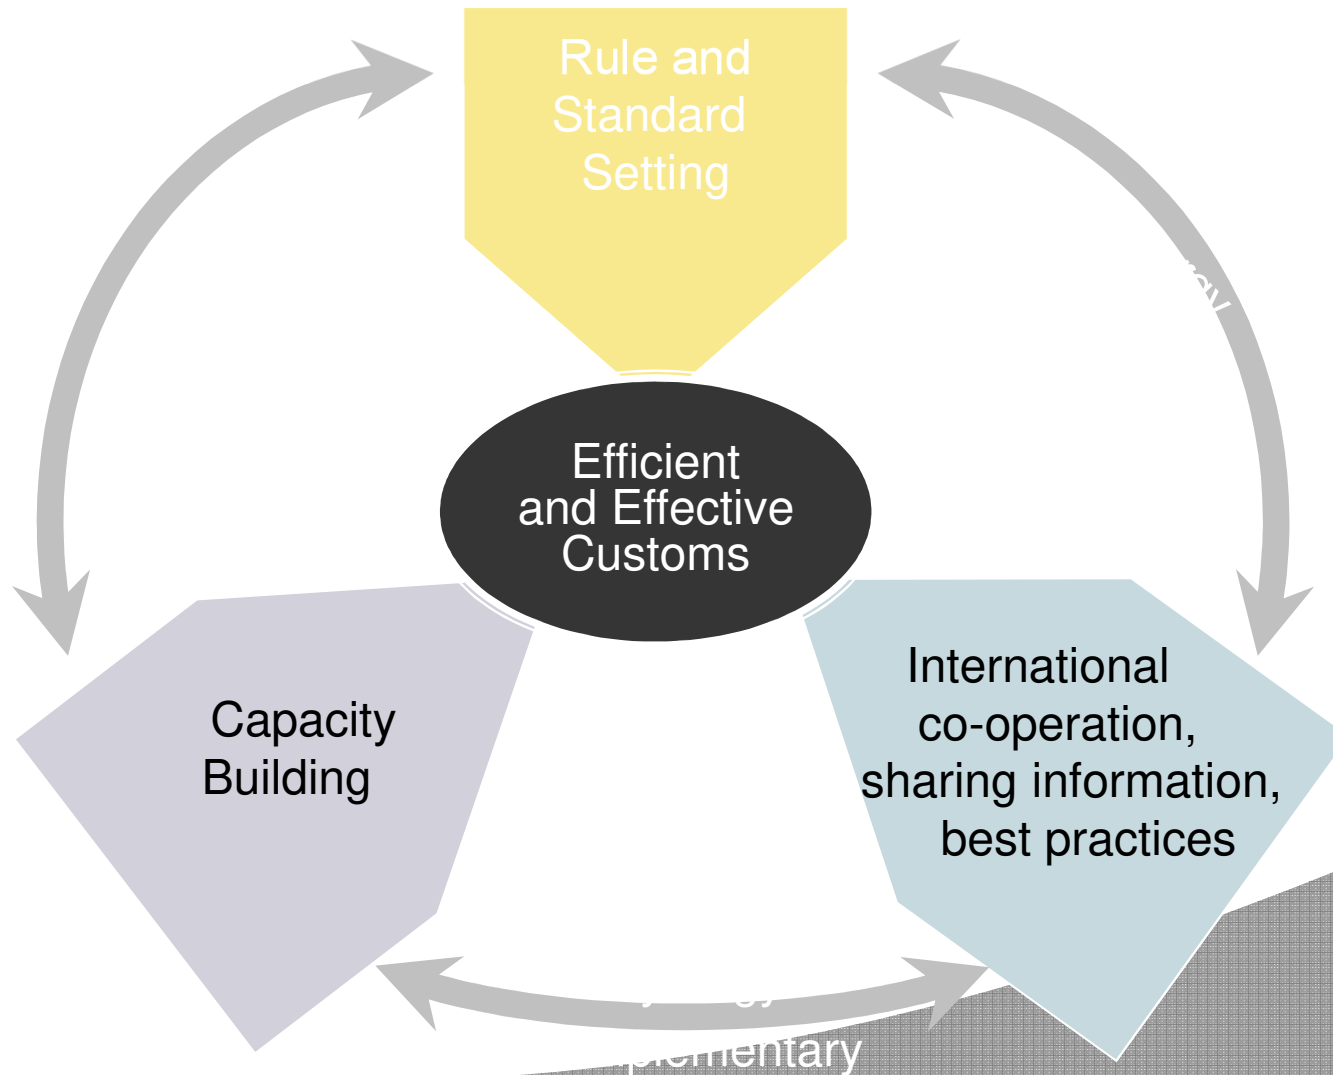 Rule and
Standard
Setting
Efficient
and Effective
Customs
Capacity
Building
International
co-operation,
sharing information,
best practices